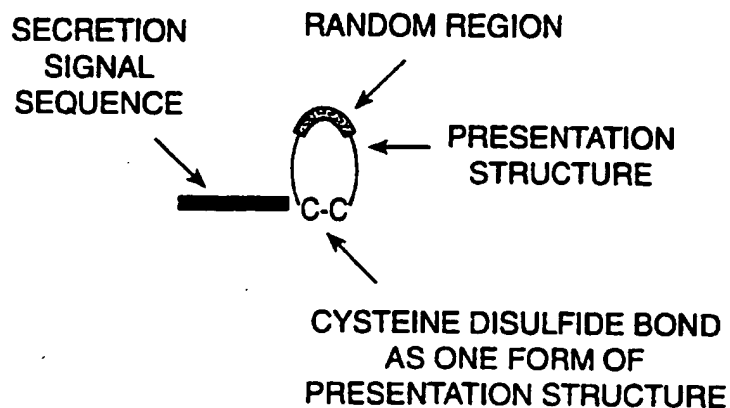 SECRETION
SIGNAL
SEQUENCE
RANDOM REGION
PRESENTATION
STRUCTURE
C-C
CYSTEINE DISULFIDE BOND
AS ONE FORM OF
PRESENTATION STRUCTURE